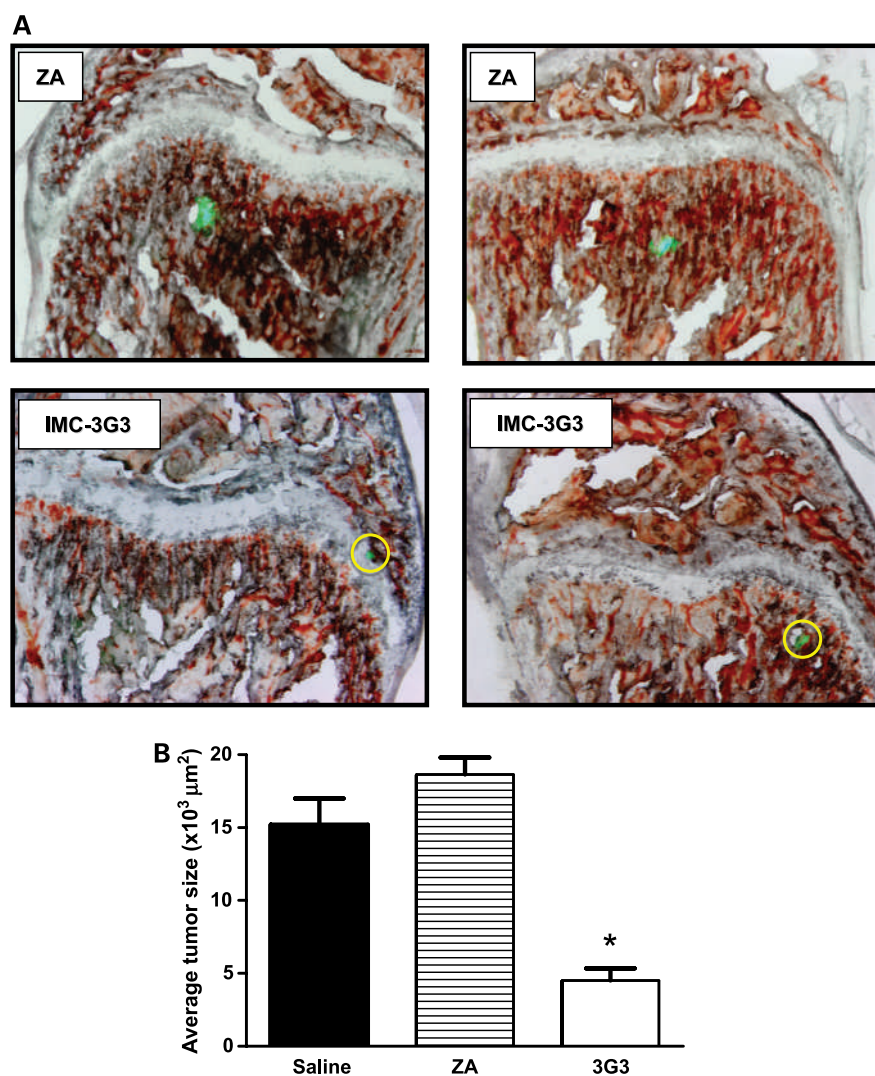 A
ZA
ZA
IMC-3G3
IMC-3G3
B
Average tumor size (x10³ µm²)
20
15
10
5
0
*
Saline ZA 3G3